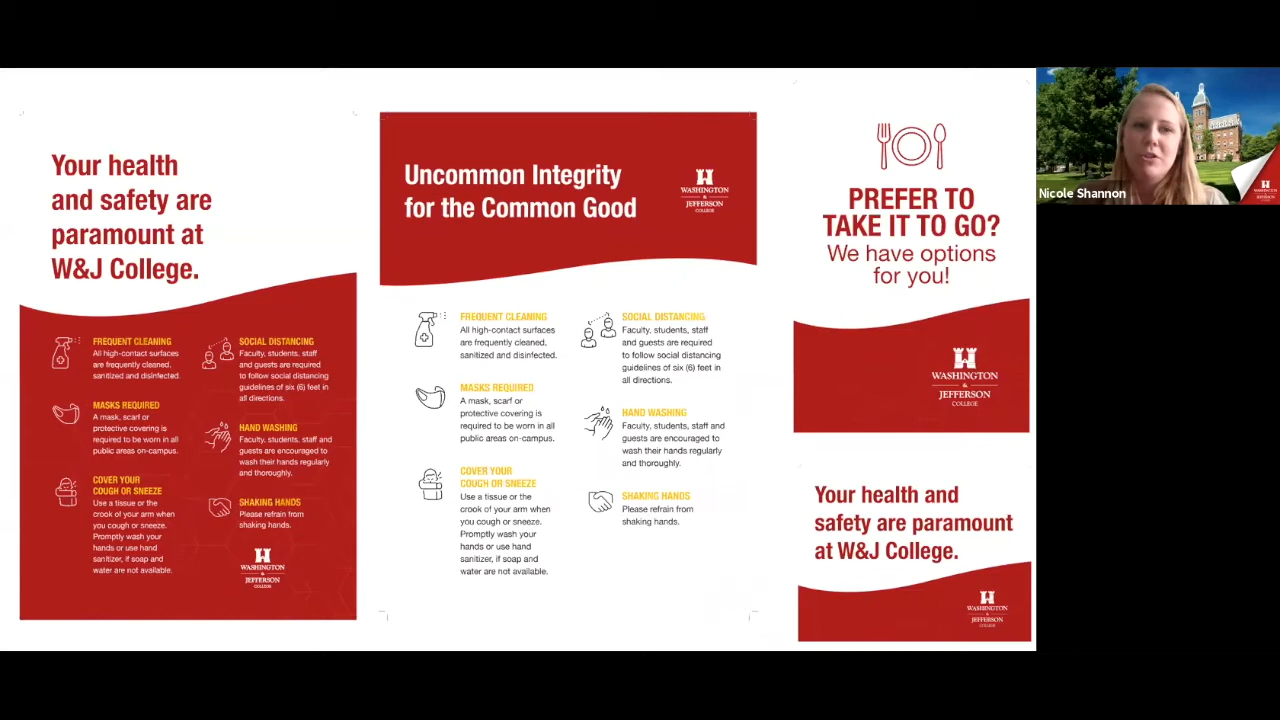 Your health
and safety are
paramount at
W&J College.
FREQUENT CLEANING
All high-contact surfaces
are frequently cleaned,
sanitized and disinfected.
MASKS REQUIRED
A mask, scarf or
protective covering is
required to be worn in all
public areas on-campus.
COVER YOUR
COUGH OR SNEEZE
Use a tissue or the
crook of your arm when
you cough or sneeze.
Promptly wash your
hands or use hand
sanitizer, if soap and
water are not available.
SOCIAL DISTANCING
Faculty, students, staff
and guests are required
to follow social distancing
guidelines of six (6) feet in
all directions.
HAND WASHING
Faculty, students, staff and
guests are encouraged to
wash their hands regularly
and thoroughly.
SHAKING HANDS
Please refrain from
shaking hands.
WASHINGTON
&
JEFFERSON
COLLEGE
Uncommon Integrity
for the Common Good
WASHINGTON
&
JEFFERSON
COLLEGE
FREQUENT CLEANING
All high-contact surfaces
are frequently cleaned,
sanitized and disinfected.
MASKS REQUIRED
A mask, scarf or
protective covering is
required to be worn in all
public areas on-campus.
COVER YOUR
COUGH OR SNEEZE
Use a tissue or the
crook of your arm when
you cough or sneeze.
Promptly wash your
hands or use hand
sanitizer, if soap and
water are not available.
SOCIAL DISTANCING
Faculty, students, staff
and guests are required
to follow social distancing
guidelines of six (6) feet in
all directions.
HAND WASHING
Faculty, students, staff and
guests are encouraged to
wash their hands regularly
and thoroughly.
SHAKING HANDS
Please refrain from
shaking hands.
PREFER TO
TAKE IT TO GO?
We have options
for you!
WASHINGTON
&
JEFFERSON
COLLEGE
Your health and
safety are paramount
at W&J College.
WASHINGTON
&
JEFFERSON
COLLEGE
Nicole Shannon
WASHINGTON
&
JEFFERSON